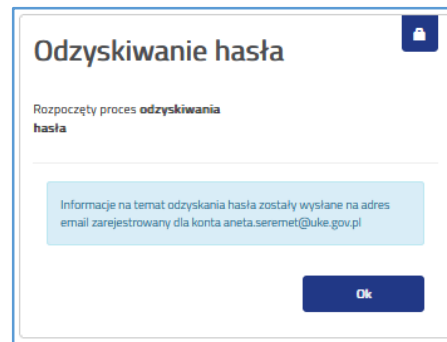 Odzyskiwanie hasła
Rozpoczęty proces odzyskiwania
hasła
Informacje na temat odzyskania hasła zostały wysłane na adres
email zarejestrowany dla konta aneta.seremet@uke.gov.pl
Ok